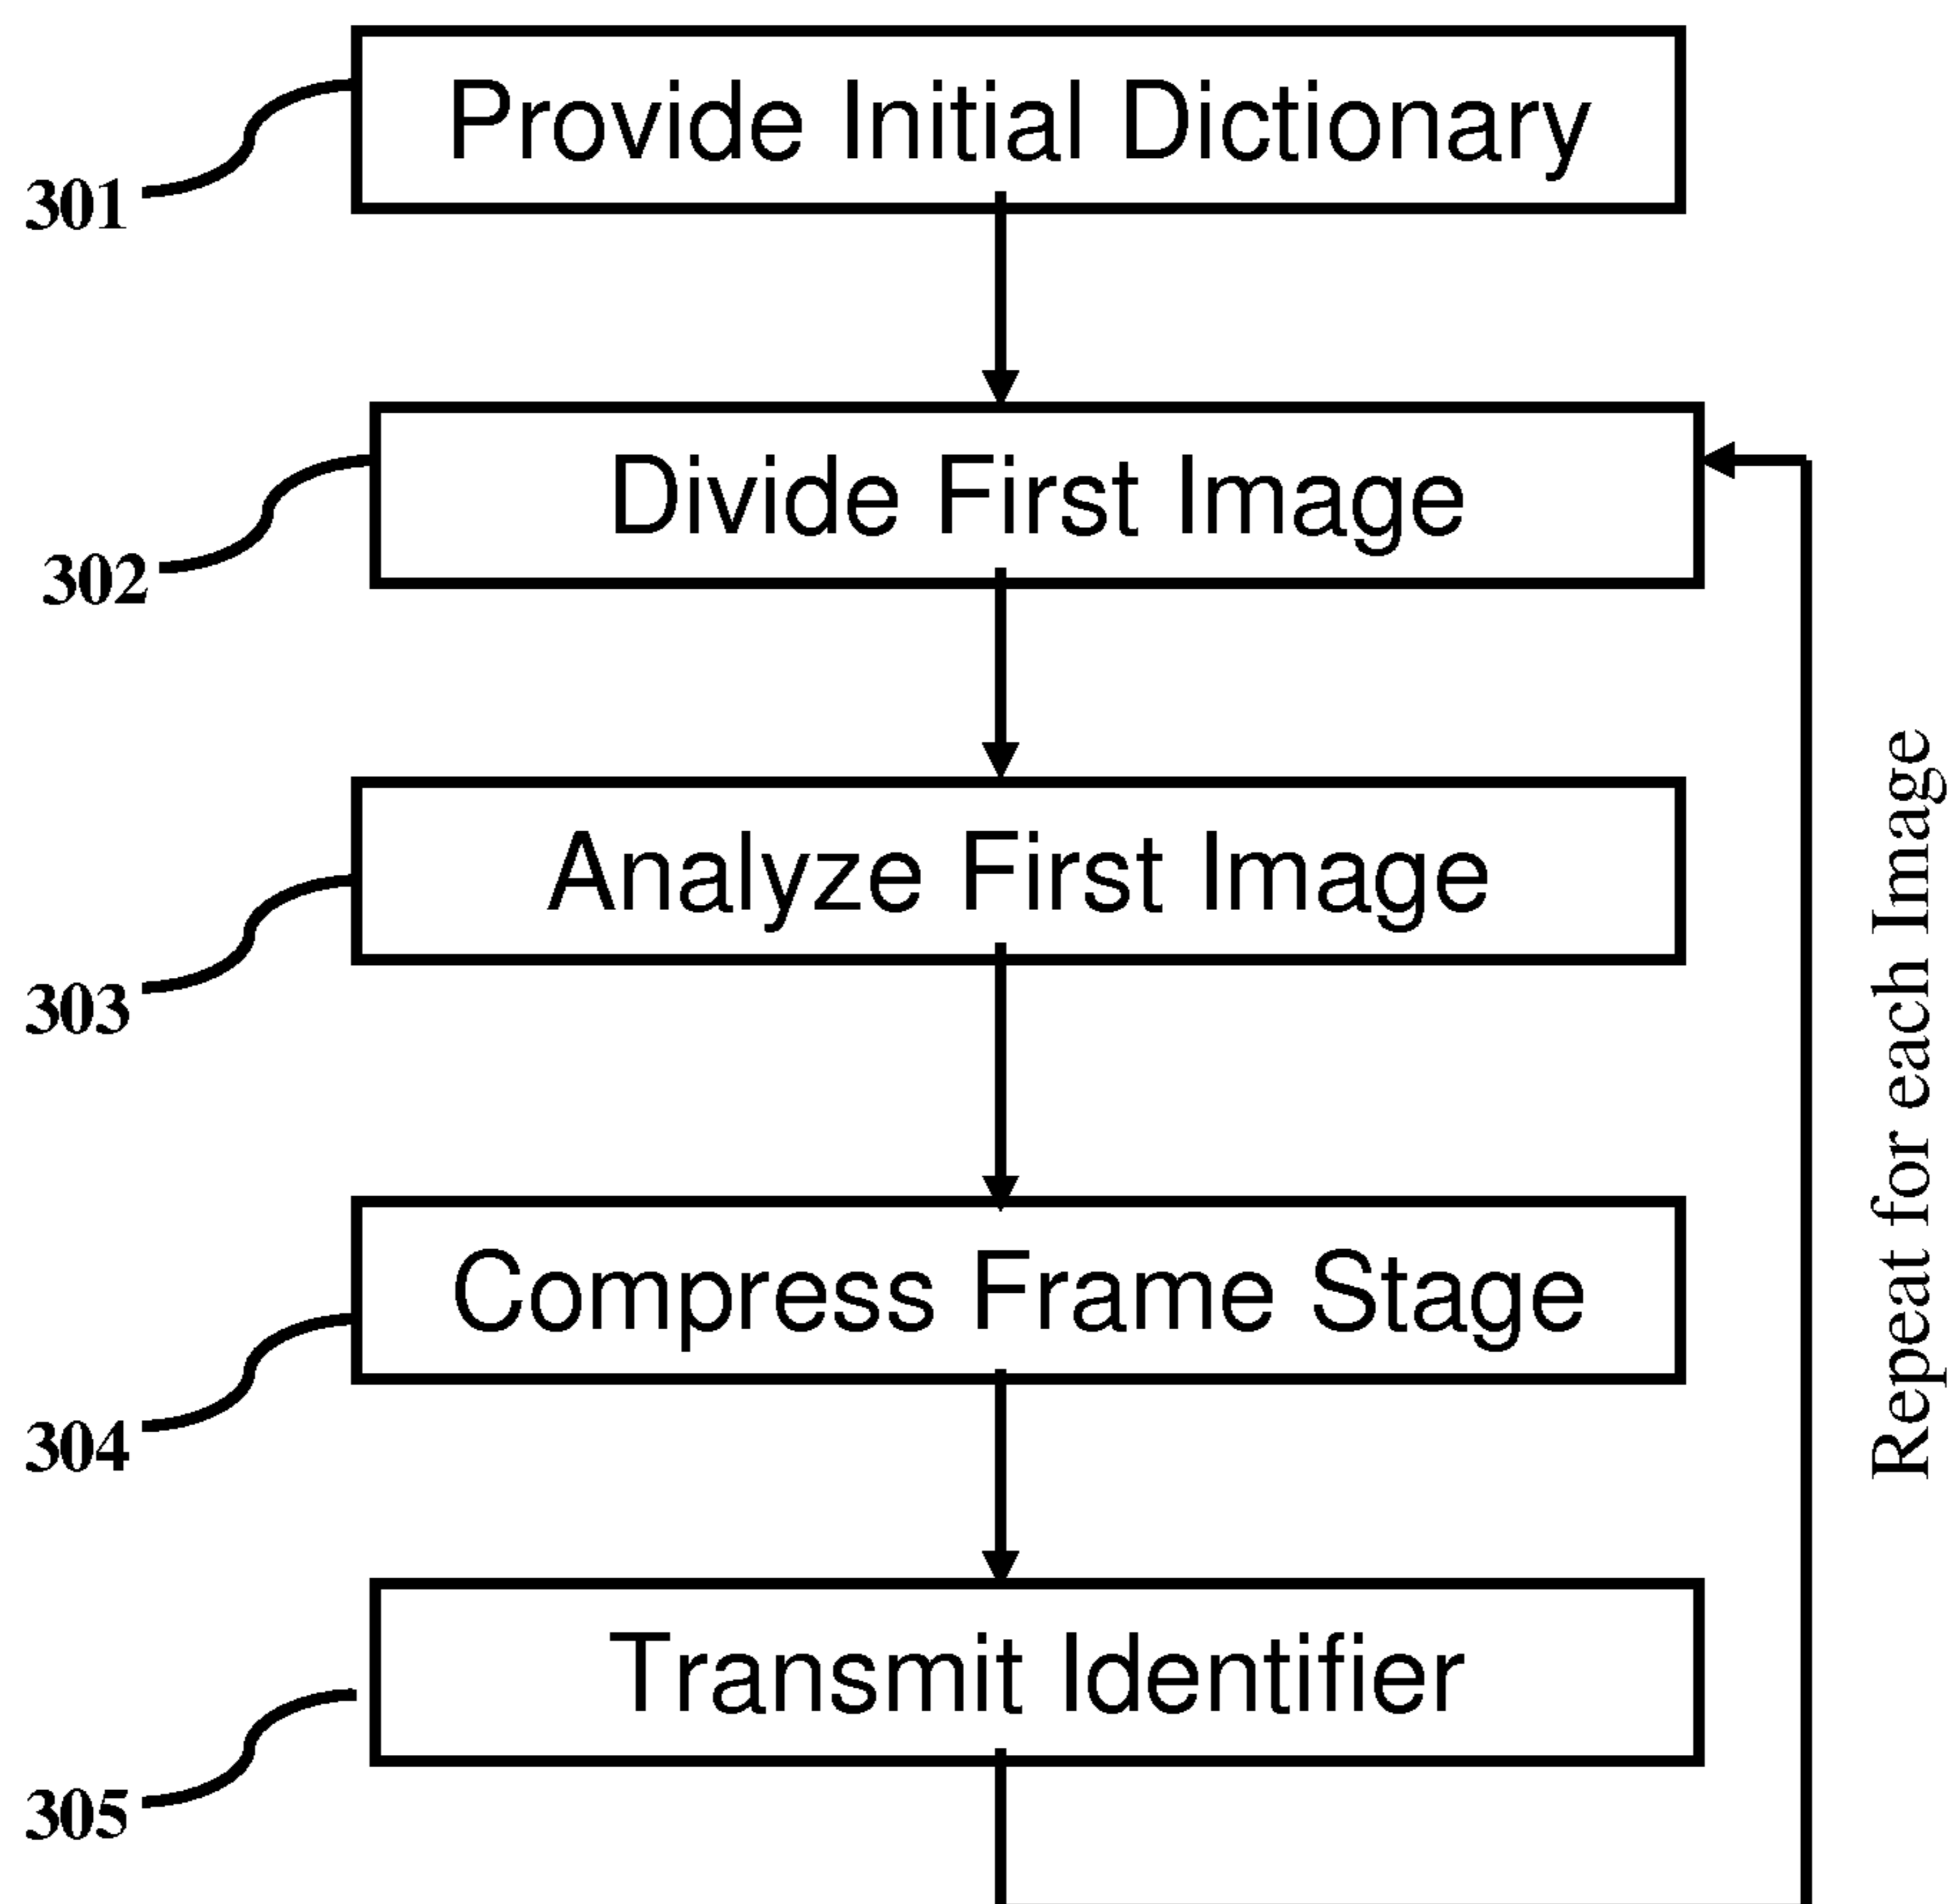 Provide Initial Dictionary
301
Divide First Image
302
Analyze First Image
303
Compress Frame Stage
304
Transmit Identifier
305
Repeat for each Image